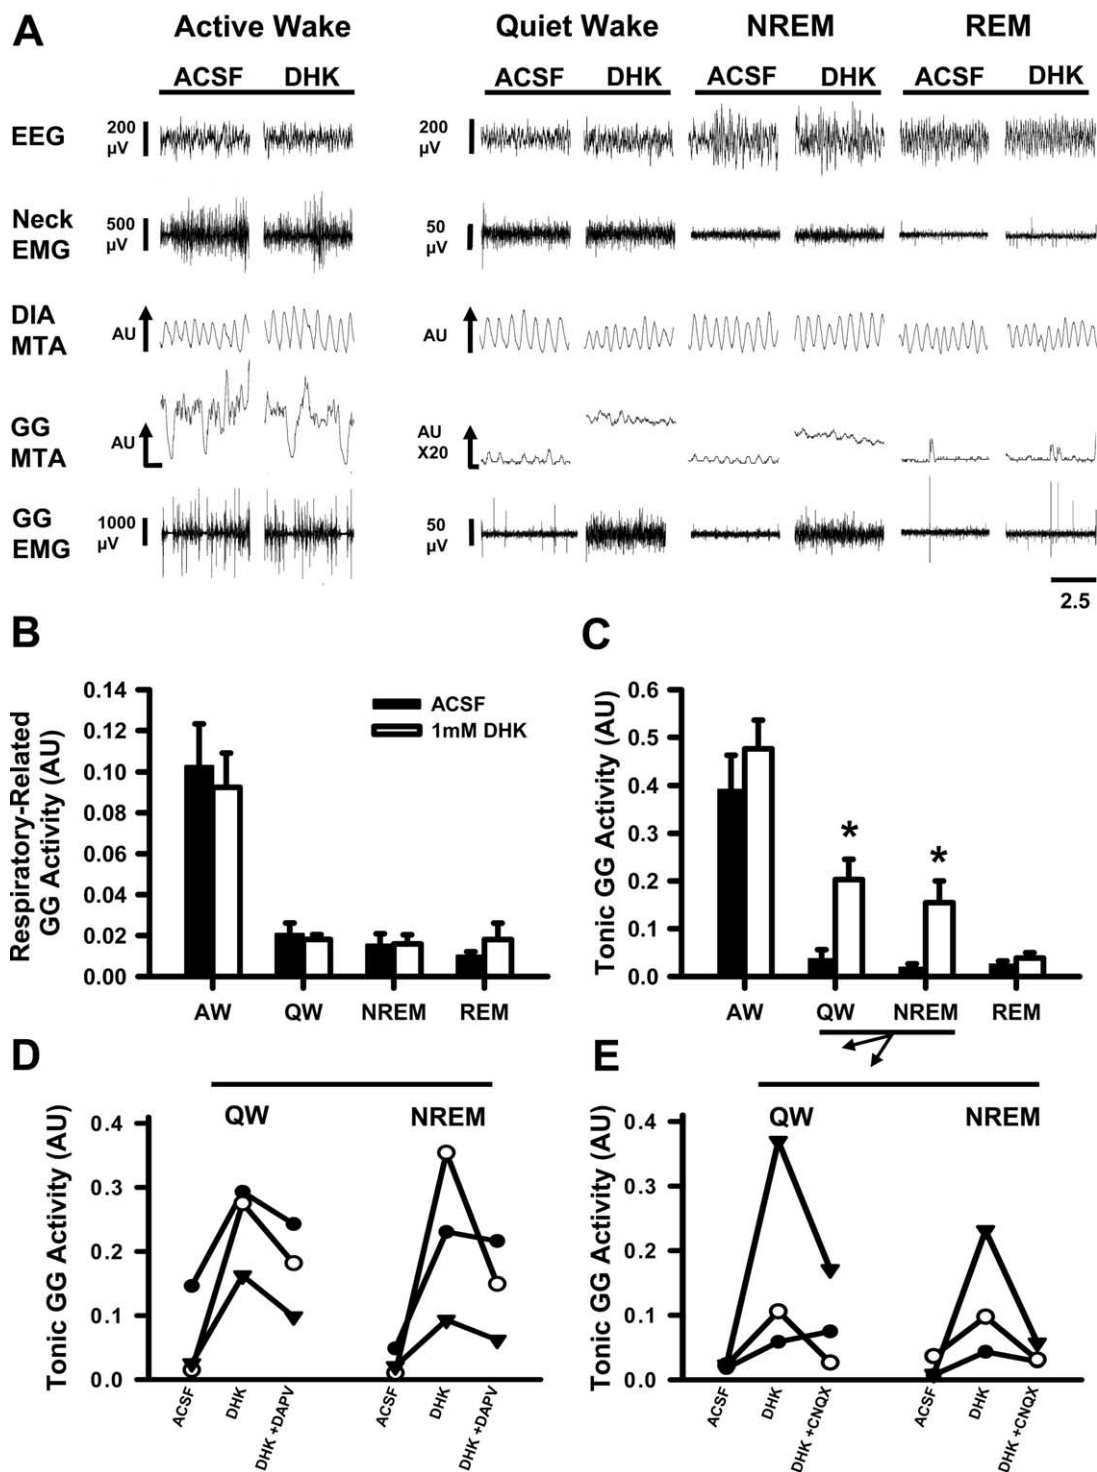 A
Active Wake Quiet Wake NREM REM
ACSF DHK ACSF DHK ACSF DHK ACSF DHK
EEG 200 µV 200 µV
Neck EMG 500 µV 50 µV
DIA MTA AU AU
GG MTA AU AU X20
GG EMG 1000 µV 50 µV
2.5
B
Respiratory-Related GG Activity (AU)
0.14
0.12
0.10
0.08
0.06
0.04
0.02
0.00
ACSF
1mM DHK
AW QW NREM REM
C
Tonic GG Activity (AU)
0.6
0.5
0.4
0.3
0.2
0.1
0.0
* *
AW QW NREM REM
D
Tonic GG Activity (AU)
QW NREM
0.4
0.3
0.2
0.1
0.0
ACSF DHK DHK +DAPV ACSF DHK DHK +DAPV
E
Tonic GG Activity (AU)
QW NREM
0.4
0.3
0.2
0.1
0.0
ACSF DHK DHK +CNQX ACSF DHK DHK +CNQX